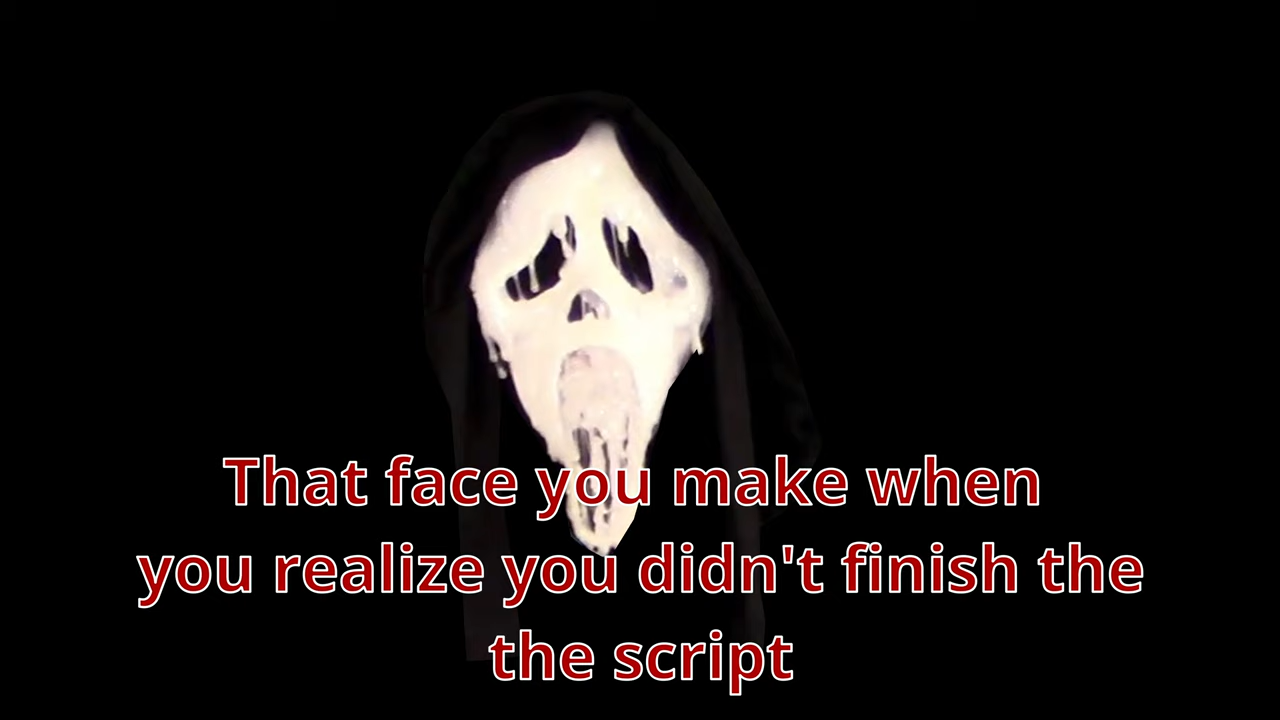 That face you make when
you realize you didn't finish the
the script